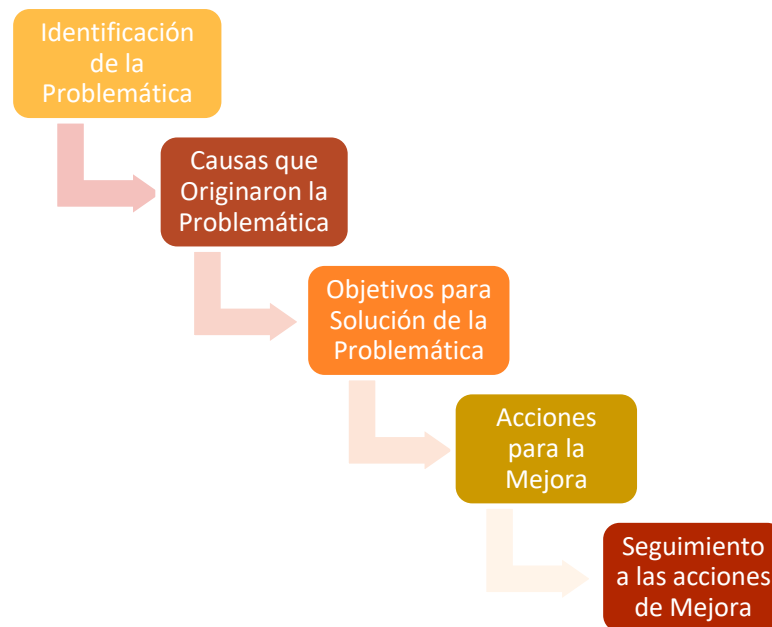 Identificación
de la
Problemática
Causas que
Originaron la
Problemática
Objetivos para
Solución de la
Problemática
Acciones
para la
Mejora
Seguimiento
a las acciones
de Mejora